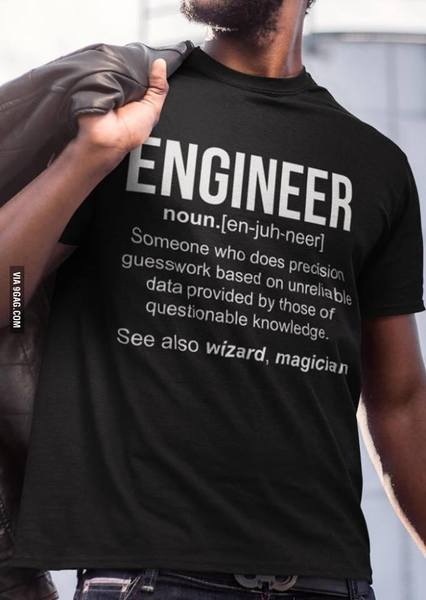 ENGINEER
noun.[en-juh-neer]
Someone who does precision
guesswork based on unreliable
data provided by those of
questionable knowledge.
See also wizard, magician
VIA 9GAG.COM